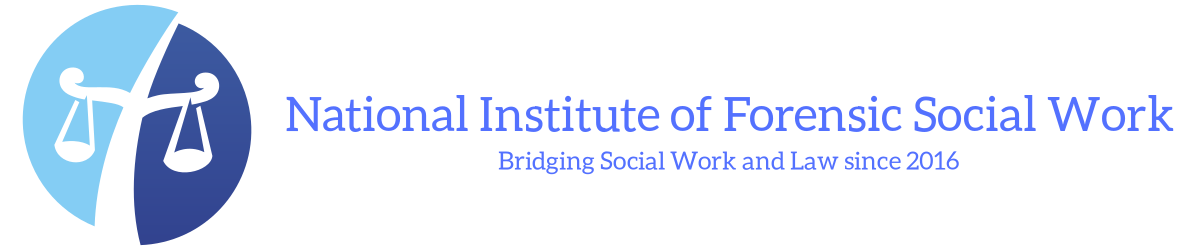 National Institute of Forensic Social Work
Bridging Social Work and Law since 2016